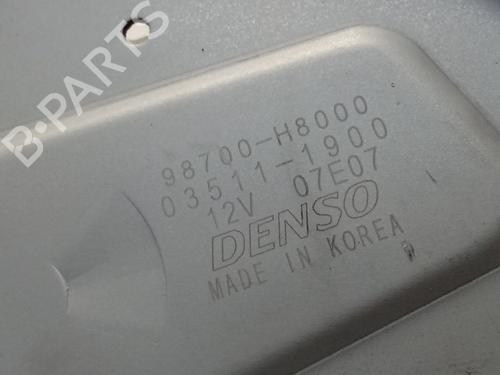 B-PARTS
98700-H8000
03511-1900
12V 07E07
DENSO
MADE IN KOREA